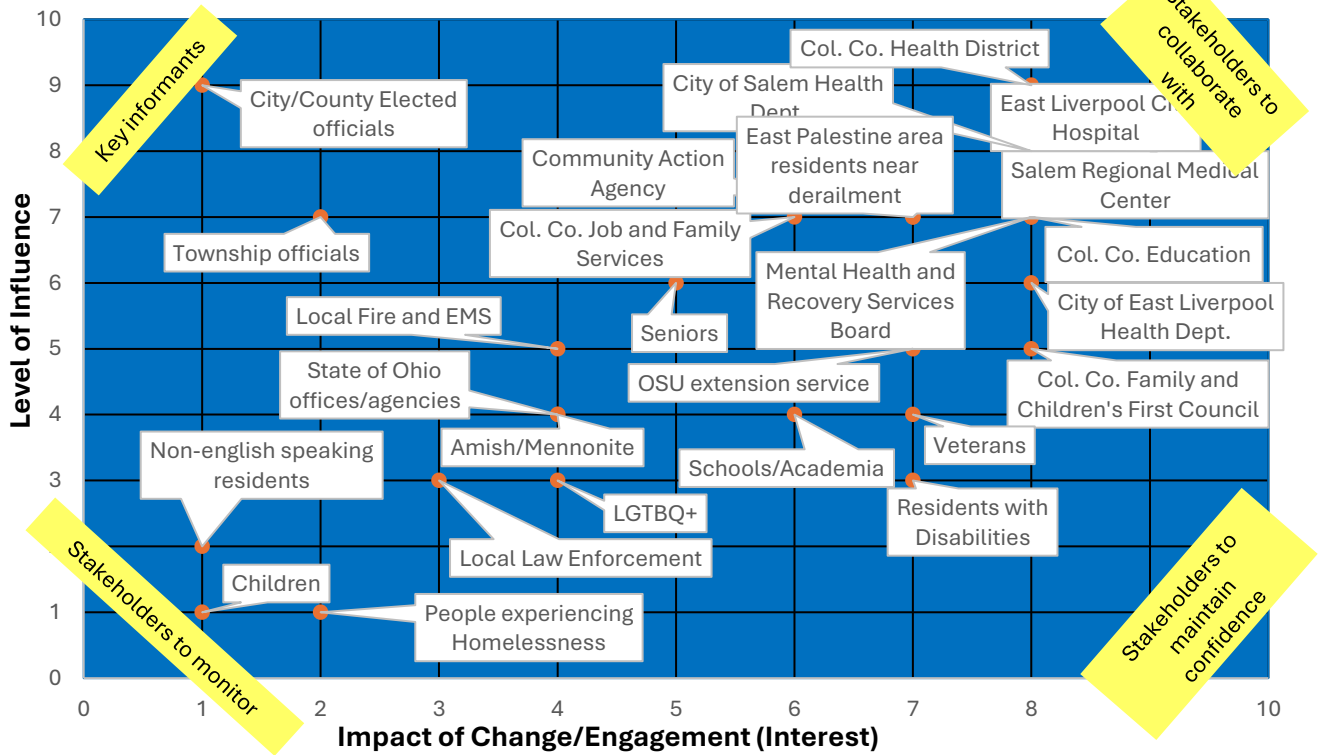 10
9
8
7
6
5
4
3
1
0
0
1
2
3
4
5
6
7
8
10
Level of Influence
Impact of Change/Engagement (Interest)
Key informants
Stakeholders to
collaborate
with
Stakeholders to monitor
Stakeholders to
maintain
confidence
Col. Co. Health District
City of Salem Health
Dept.
City/County Elected
officials
East Liverpool
Hospital
East Palestine area
residents near
derailment
Community Action
Agency
Salem Regional Medical
Center
Township officials
Col. Co. Job and Family
Services
Col. Co. Education
Mental Health and
Recovery Services
Board
City of East Liverpool
Health Dept.
Local Fire and EMS
Seniors
State of Ohio
offices/agencies
OSU extension service
Col. Co. Family and
Children's First Council
Amish/Mennonite
Veterans
Non-english speaking
residents
Schools/Academia
LGTBQ+
Residents with
Disabilities
Local Law Enforcement
Children
People experiencing
Homelessness